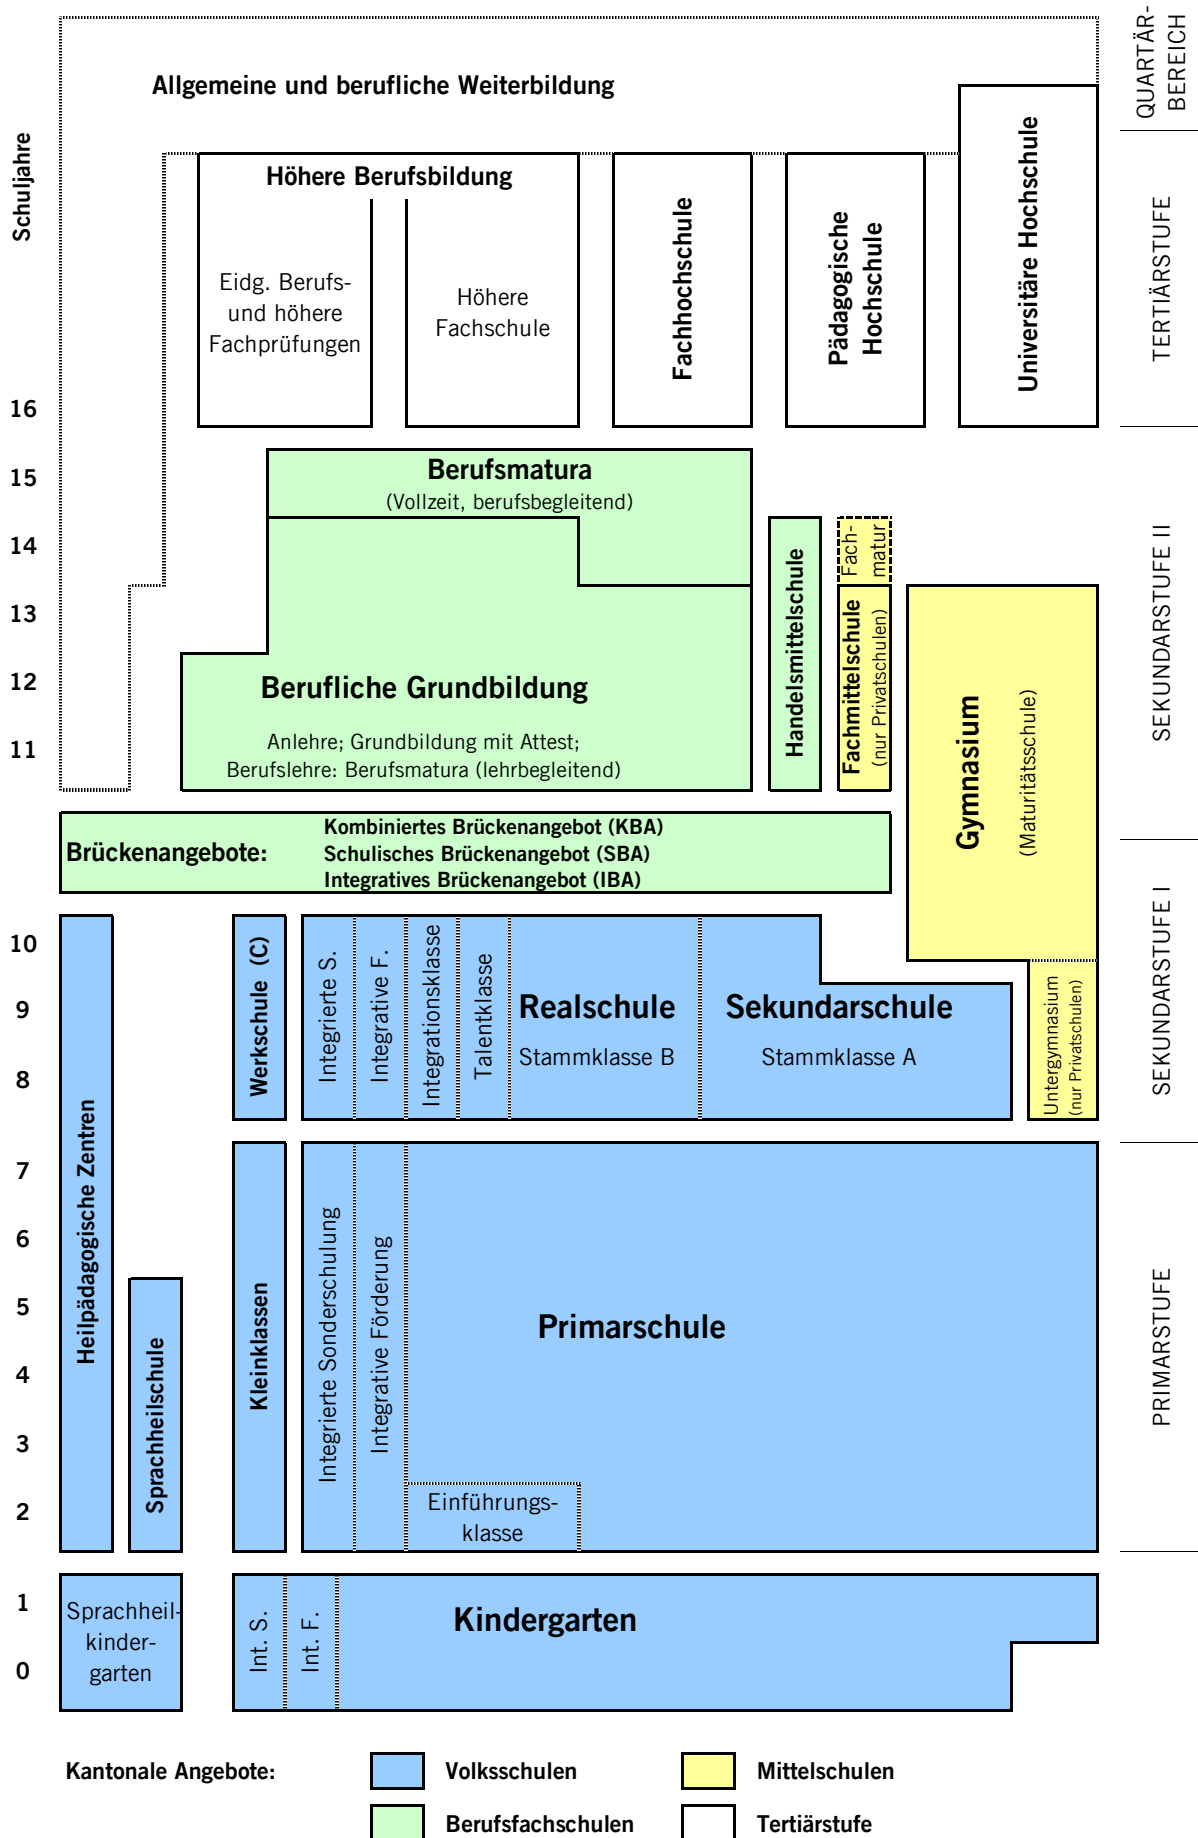 QUARTÄR-
BEREICH
Allgemeine und berufliche Weiterbildung
Schuljahre
Höhere Berufsbildung
Eidg. Berufs-
und höhere
Fachprüfungen
Höhere
Fachschule
Fachhochschule
Pädagogische
Hochschule
Universitäre Hochschule
TERTIÄRSTUFE
16
15
14
13
12
11
Berufsmatura
(Vollzeit, berufsbegleitend)
Berufliche Grundbildung
Anlehre; Grundbildung mit Attest;
Berufslehre: Berufsmatura (lehrbegleitend)
Handelsmittelschule
Fach-
matur
Fachmittelschule
(nur Privatschulen)
Gymnasium
(Maturitätsschule)
SEKUNDARSTUFE II
Brückenangebote:
Kombiniertes Brückenangebot (KBA)
Schulisches Brückenangebot (SBA)
Integratives Brückenangebot (IBA)
10
9
8
Heilpädagogische Zentren
Werkschule (C)
Integrierte S.
Integrative F.
Integrationsklasse
Talentklasse
Realschule
Stammklasse B
Sekundarschule
Stammklasse A
Untergymnasium
(nur Privatschulen)
SEKUNDARSTUFE I
7
6
5
4
3
2
Sprachheilschule
Kleinklassen
Integrierte Sonderschulung
Integrative Förderung
Primarschule
Einführungs-
klasse
PRIMARSTUFE
1
0
Sprachheil-
kinder-
garten
Int. S.
Int. F.
Kindergarten
Kantonale Angebote:
Volksschulen
Mittelschulen
Berufsfachschulen
Tertiärstufe